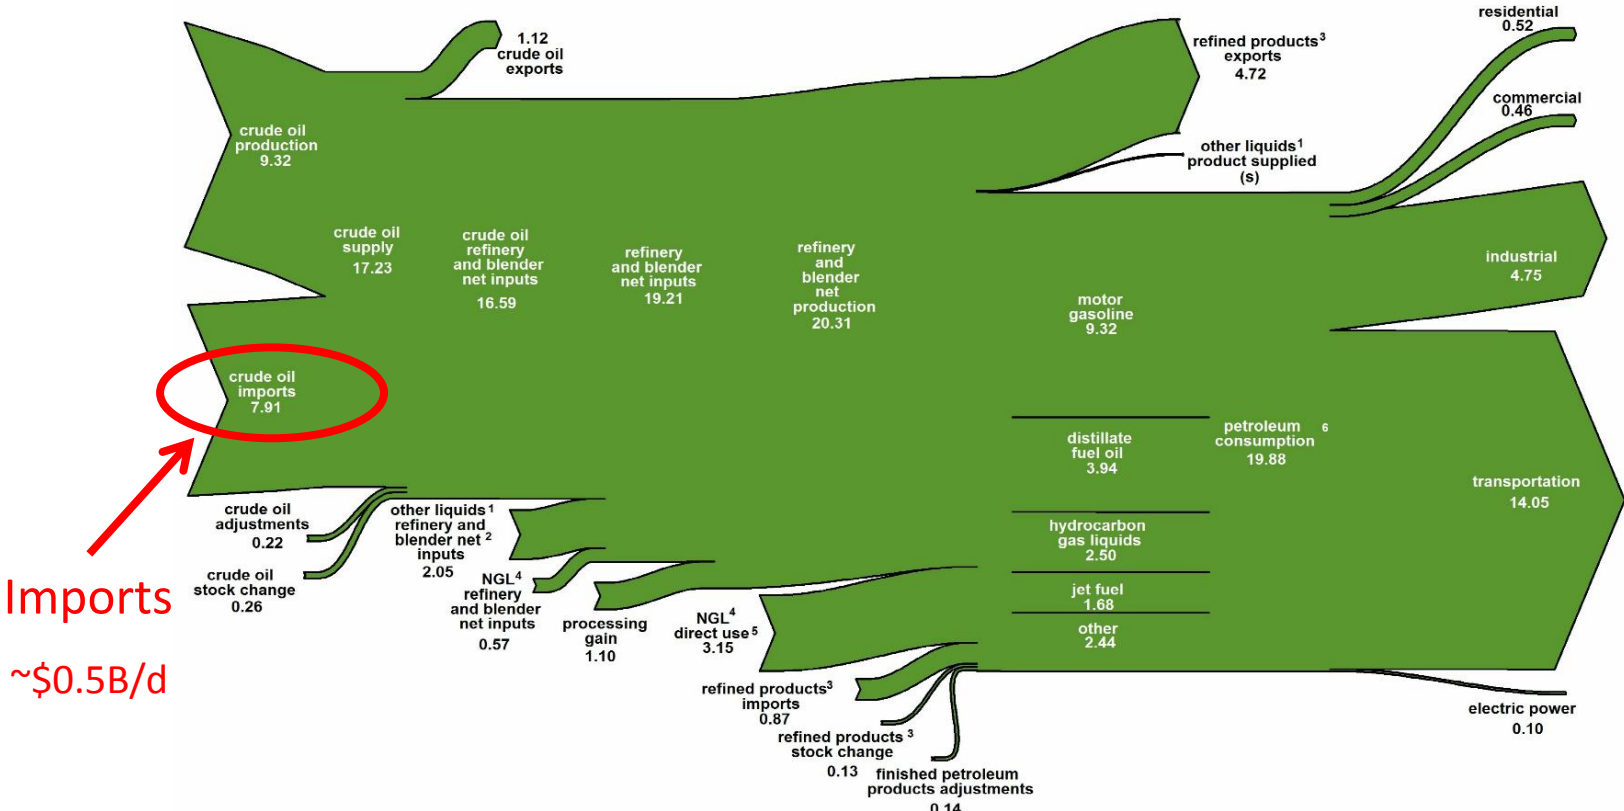 1.12
crude oil
exports
crude oil
production
9.32
crude oil
supply
17.23
crude oil
refinery
and blender
net inputs
16.59
refinery
and blender
net inputs
19.21
refinery
and
blender
net
production
20.31
refined products³
exports
4.72
other liquids¹
product supplied
(s)
residential
0.52
commercial
0.46
industrial
4.75
motor
gasoline
9.32
distillate
fuel oil
3.94
hydrocarbon
gas liquids
2.50
jet fuel
1.68
other
2.44
petroleum ⁶
consumption
19.88
transportation
14.05
electric power
0.10
crude oil
imports
7.91
Imports
~$0.5B/d
crude oil
adjustments
0.22
crude oil
stock change
0.26
other liquids¹
refinery and
blender net ²
inputs
2.05
NGL⁴
refinery
and blender
net inputs
0.57
processing
gain
1.10
NGL⁴
direct use⁵
3.15
refined products³
imports
0.87
refined products ³
stock change
0.13
finished petroleum
products adjustments
0.14